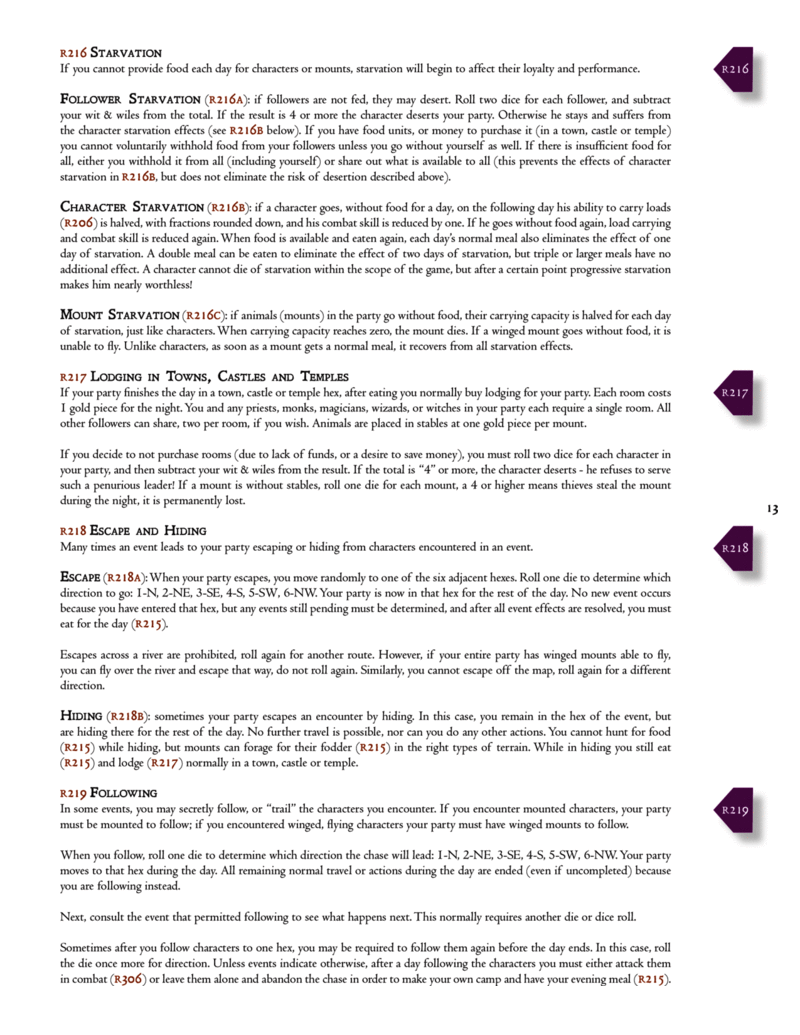 R216 Starvation
If you cannot provide food each day for characters or mounts, starvation will begin to affect their loyalty and performance.
R216
Follower Starvation (R216A): if followers are not fed, they may desert. Roll two dice for each follower, and subtract
your wit & wiles from the total. If the result is 4 or more the character deserts your party. Otherwise he stays and suffers from
the character starvation effects (see R216B below). If you have food units, or money to purchase it (in a town, castle or temple)
you cannot voluntarily withhold food from your followers unless you go without yourself as well. If there is insufficient food for
all, either you withhold it from all (including yourself) or share out what is available to all (this prevents the effects of character
starvation in R216B, but does not eliminate the risk of desertion described above).
Character Starvation (R216B): if a character goes, without food for a day, on the following day his ability to carry loads
(R206) is halved, with fractions rounded down, and his combat skill is reduced by one. If he goes without food again, load carrying
and combat skill is reduced again. When food is available and eaten again, each day's normal meal also eliminates the effect of one
day of starvation. A double meal can be eaten to eliminate the effect of two days of starvation, but triple or larger meals have no
additional effect. A character cannot die of starvation within the scope of the game, but after a certain point progressive starvation
makes him nearly worthless!
Mount Starvation (R216C): if animals (mounts) in the party go without food, their carrying capacity is halved for each day
of starvation, just like characters. When carrying capacity reaches zero, the mount dies. If a winged mount goes without food, it is
unable to fly. Unlike characters, as soon as a mount gets a normal meal, it recovers from all starvation effects.
R217 Lodging in Towns, Castles and Temples
If your party finishes the day in a town, castle or temple hex, after eating you normally buy lodging for your party. Each room costs
1 gold piece for the night. You and any priests, monks, magicians, wizards, or witches in your party each require a single room. All
other followers can share, two per room, if you wish. Animals are placed in stables at one gold piece per mount.
R217
If you decide to not purchase rooms (due to lack of funds, or a desire to save money), you must roll two dice for each character in
your party, and then subtract your wit & wiles from the result. If the total is "4" or more, the character deserts - he refuses to serve
such a penurious leader! If a mount is without stables, roll one die for each mount, a 4 or higher means thieves steal the mount
during the night, it is permanently lost.
13
R218 Escape and Hiding
Many times an event leads to your party escaping or hiding from characters encountered in an event.
R218
Escape (R218A): When your party escapes, you move randomly to one of the six adjacent hexes. Roll one die to determine which
direction to go: 1-N, 2-NE, 3-SE, 4-S, 5-SW, 6-NW. Your party is now in that hex for the rest of the day. No new event occurs
because you have entered that hex, but any events still pending must be determined, and after all event effects are resolved, you must
eat for the day (R215).
Escapes across a river are prohibited, roll again for another route. However, if your entire party has winged mounts able to fly,
you can fly over the river and escape that way, do not roll again. Similarly, you cannot escape off the map, roll again for a different
direction.
Hiding (R218B): sometimes your party escapes an encounter by hiding. In this case, you remain in the hex of the event, but
are hiding there for the rest of the day. No further travel is possible, nor can you do any other actions. You cannot hunt for food
(R215) while hiding, but mounts can forage for their fodder (R215) in the right types of terrain. While in hiding you still eat
(R215) and lodge (R217) normally in a town, castle or temple.
R219 Following
In some events, you may secretly follow, or "trail" the characters you encounter. If you encounter mounted characters, your party
must be mounted to follow; if you encountered winged, flying characters your party must have winged mounts to follow.
R219
When you follow, roll one die to determine which direction the chase will lead: 1-N, 2-NE, 3-SE, 4-S, 5-SW, 6-NW. Your party
moves to that hex during the day. All remaining normal travel or actions during the day are ended (even if uncompleted) because
you are following instead.
Next, consult the event that permitted following to see what happens next. This normally requires another die or dice roll.
Sometimes after you follow characters to one hex, you may be required to follow them again before the day ends. In this case, roll
the die once more for direction. Unless events indicate otherwise, after a day following the characters you must either attack them
in combat (R306) or leave them alone and abandon the chase in order to make your own camp and have your evening meal (R215).